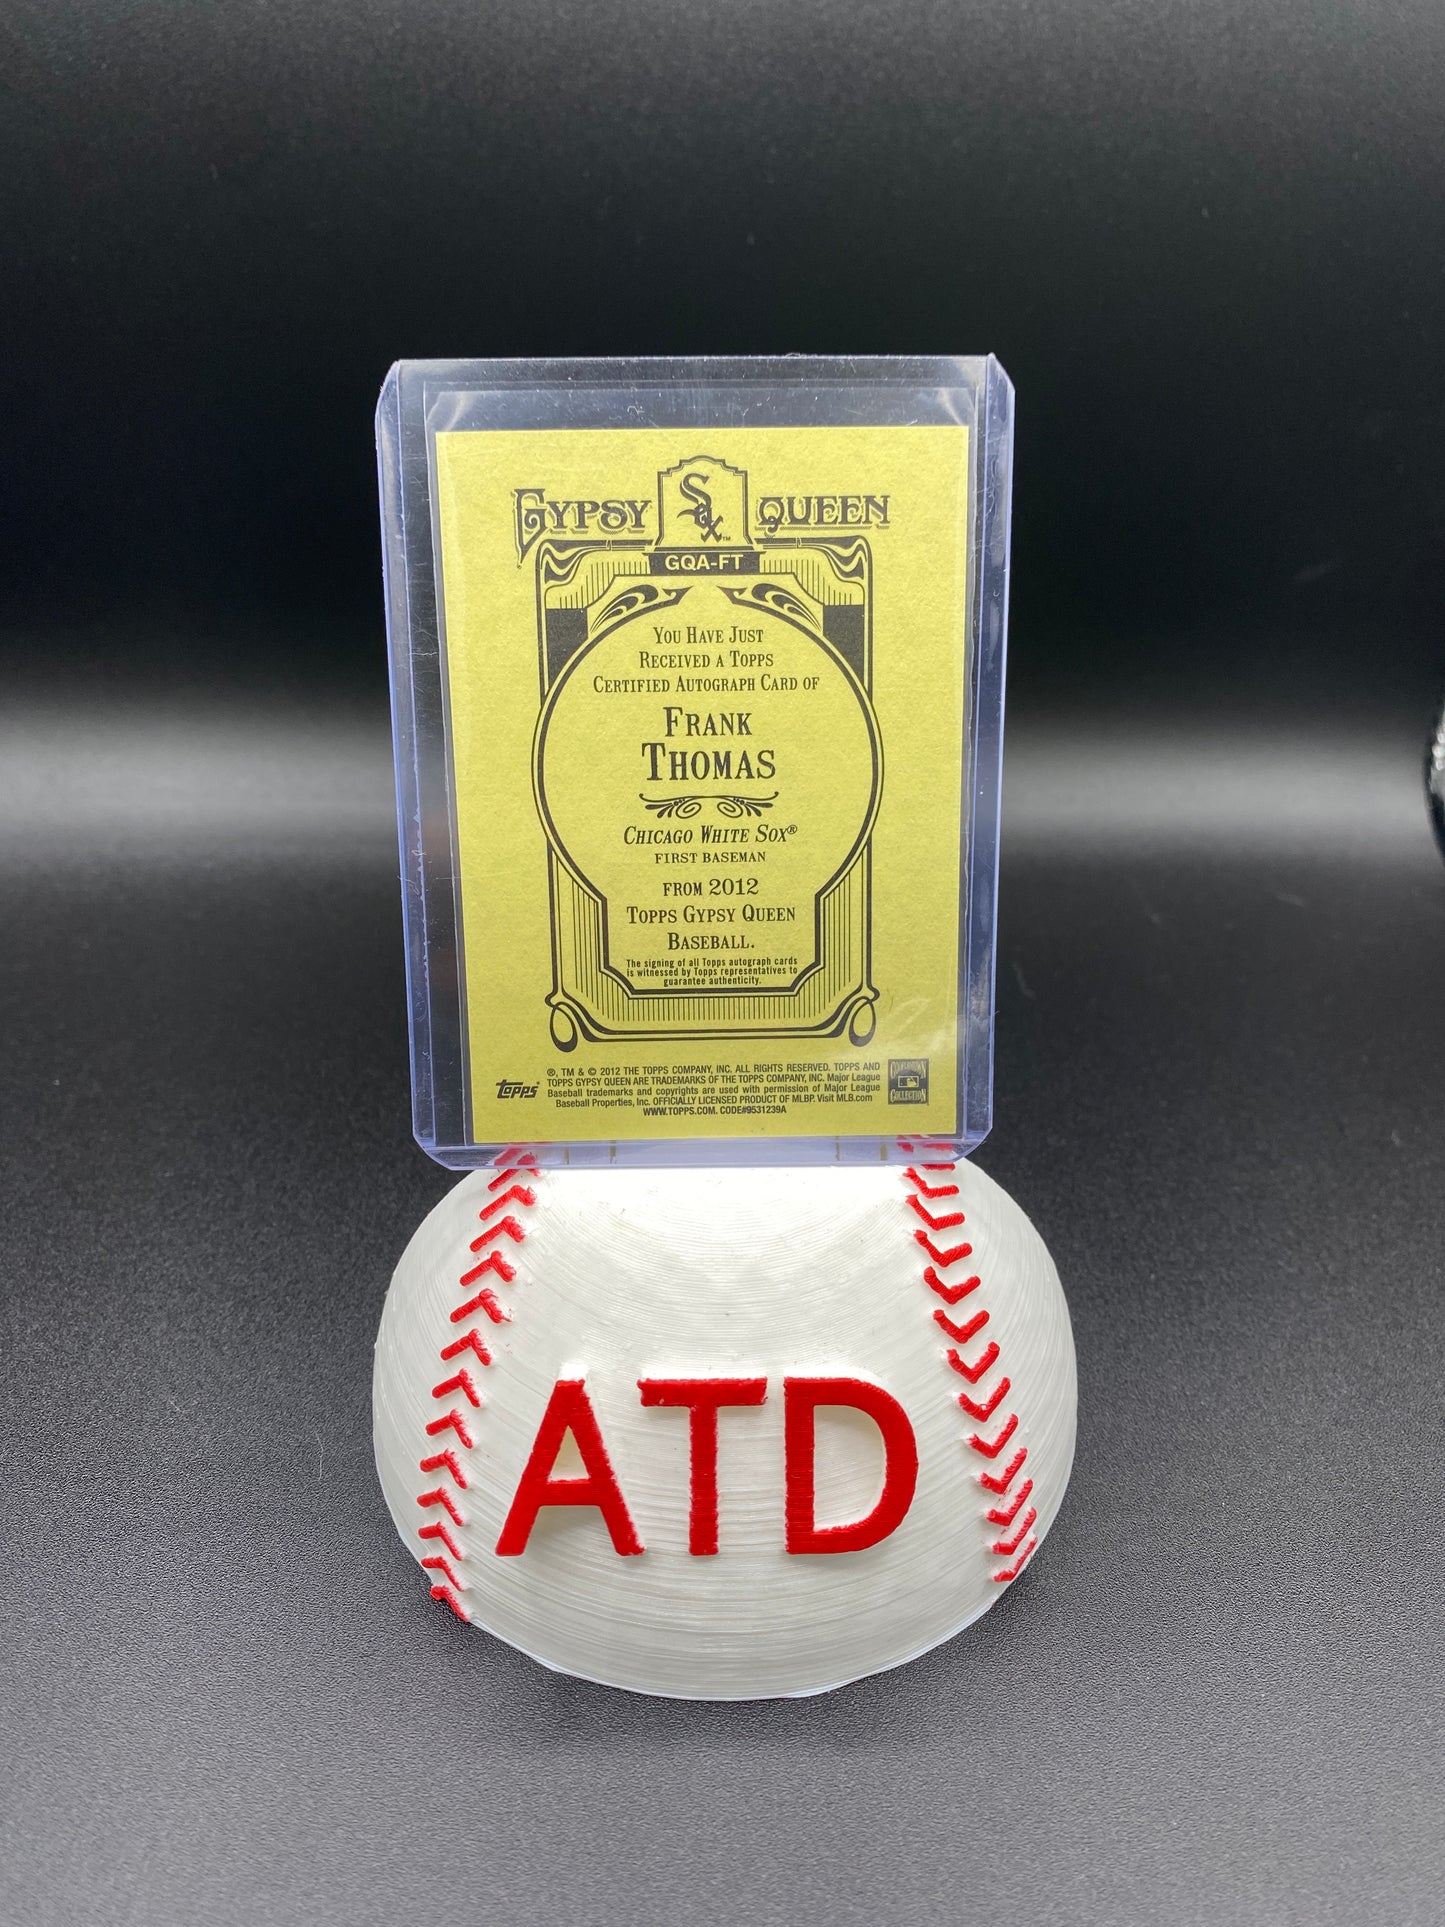 GYPSY Sox™ QUEEN
GQA-FT
YOU HAVE JUST
RECEIVED A TOPPS
CERTIFIED AUTOGRAPH CARD OF
FRANK
THOMAS
CHICAGO WHITE SOX®
FIRST BASEMAN
FROM 2012
TOPPS GYPSY QUEEN
BASEBALL.
The signing of all Topps autograph cards
is witnessed by Topps representatives to
guarantee authenticity.
®, TM & © 2012 THE TOPPS COMPANY, INC. ALL RIGHTS RESERVED. TOPPS AND
TOPPS GYPSY QUEEN ARE TRADEMARKS OF THE TOPPS COMPANY, INC. Major League
Baseball trademarks and copyrights are used with permission of Major League
Baseball Properties, Inc. OFFICIALLY LICENSED PRODUCT OF MLBP. Visit MLB.com
WWW.TOPPS.COM. CODE#9531239A
topps
COOPERSTOWN
COLLECTION
ATD